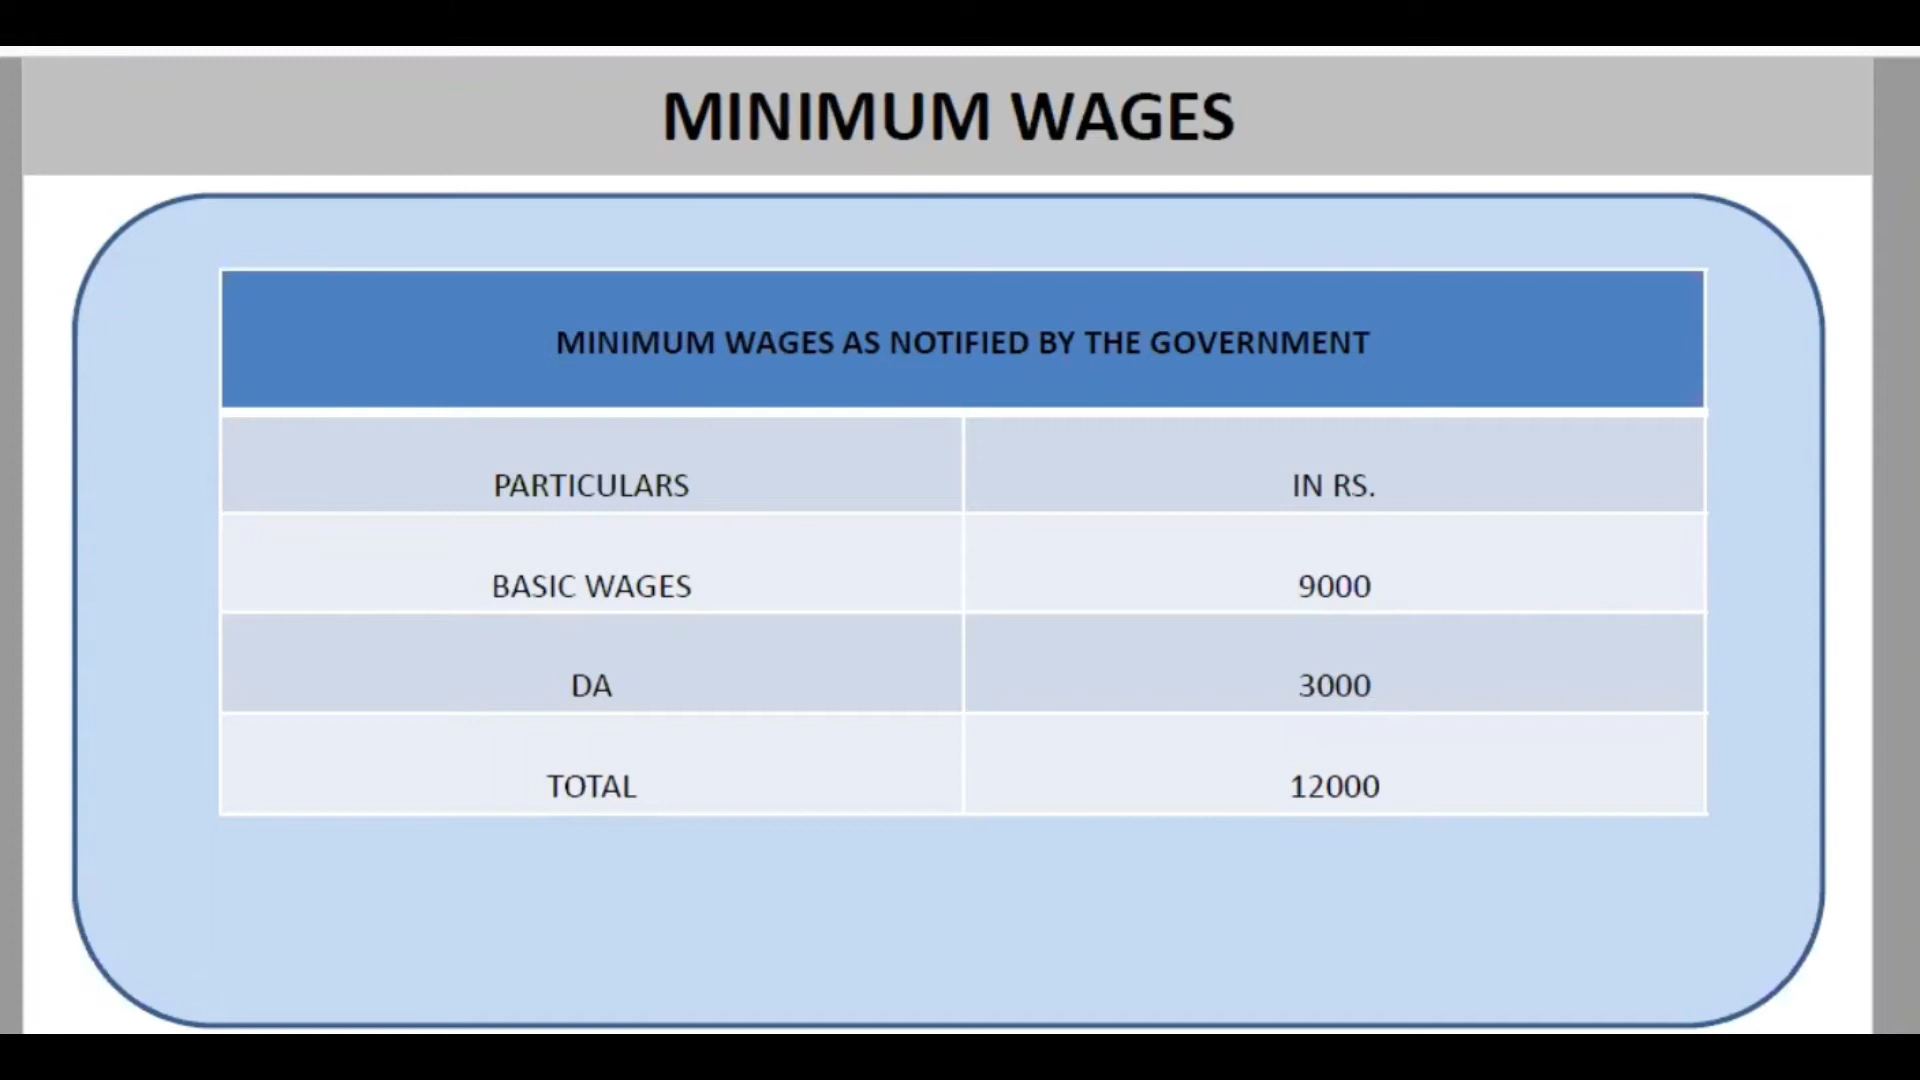 MINIMUM WAGES
MINIMUM WAGES AS NOTIFIED BY THE GOVERNMENT
PARTICULARS IN RS.
BASIC WAGES 9000
DA 3000
TOTAL 12000